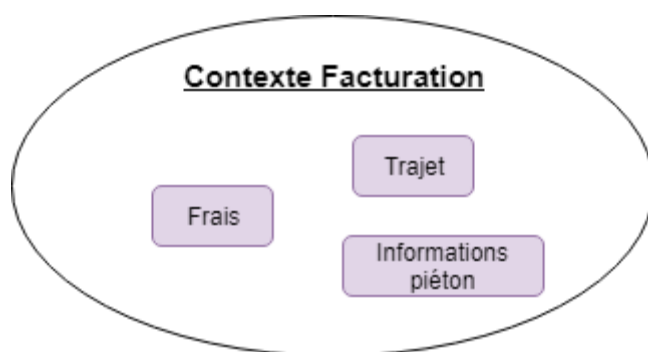 Contexte Facturation
Trajet
Frais
Informations
piéton